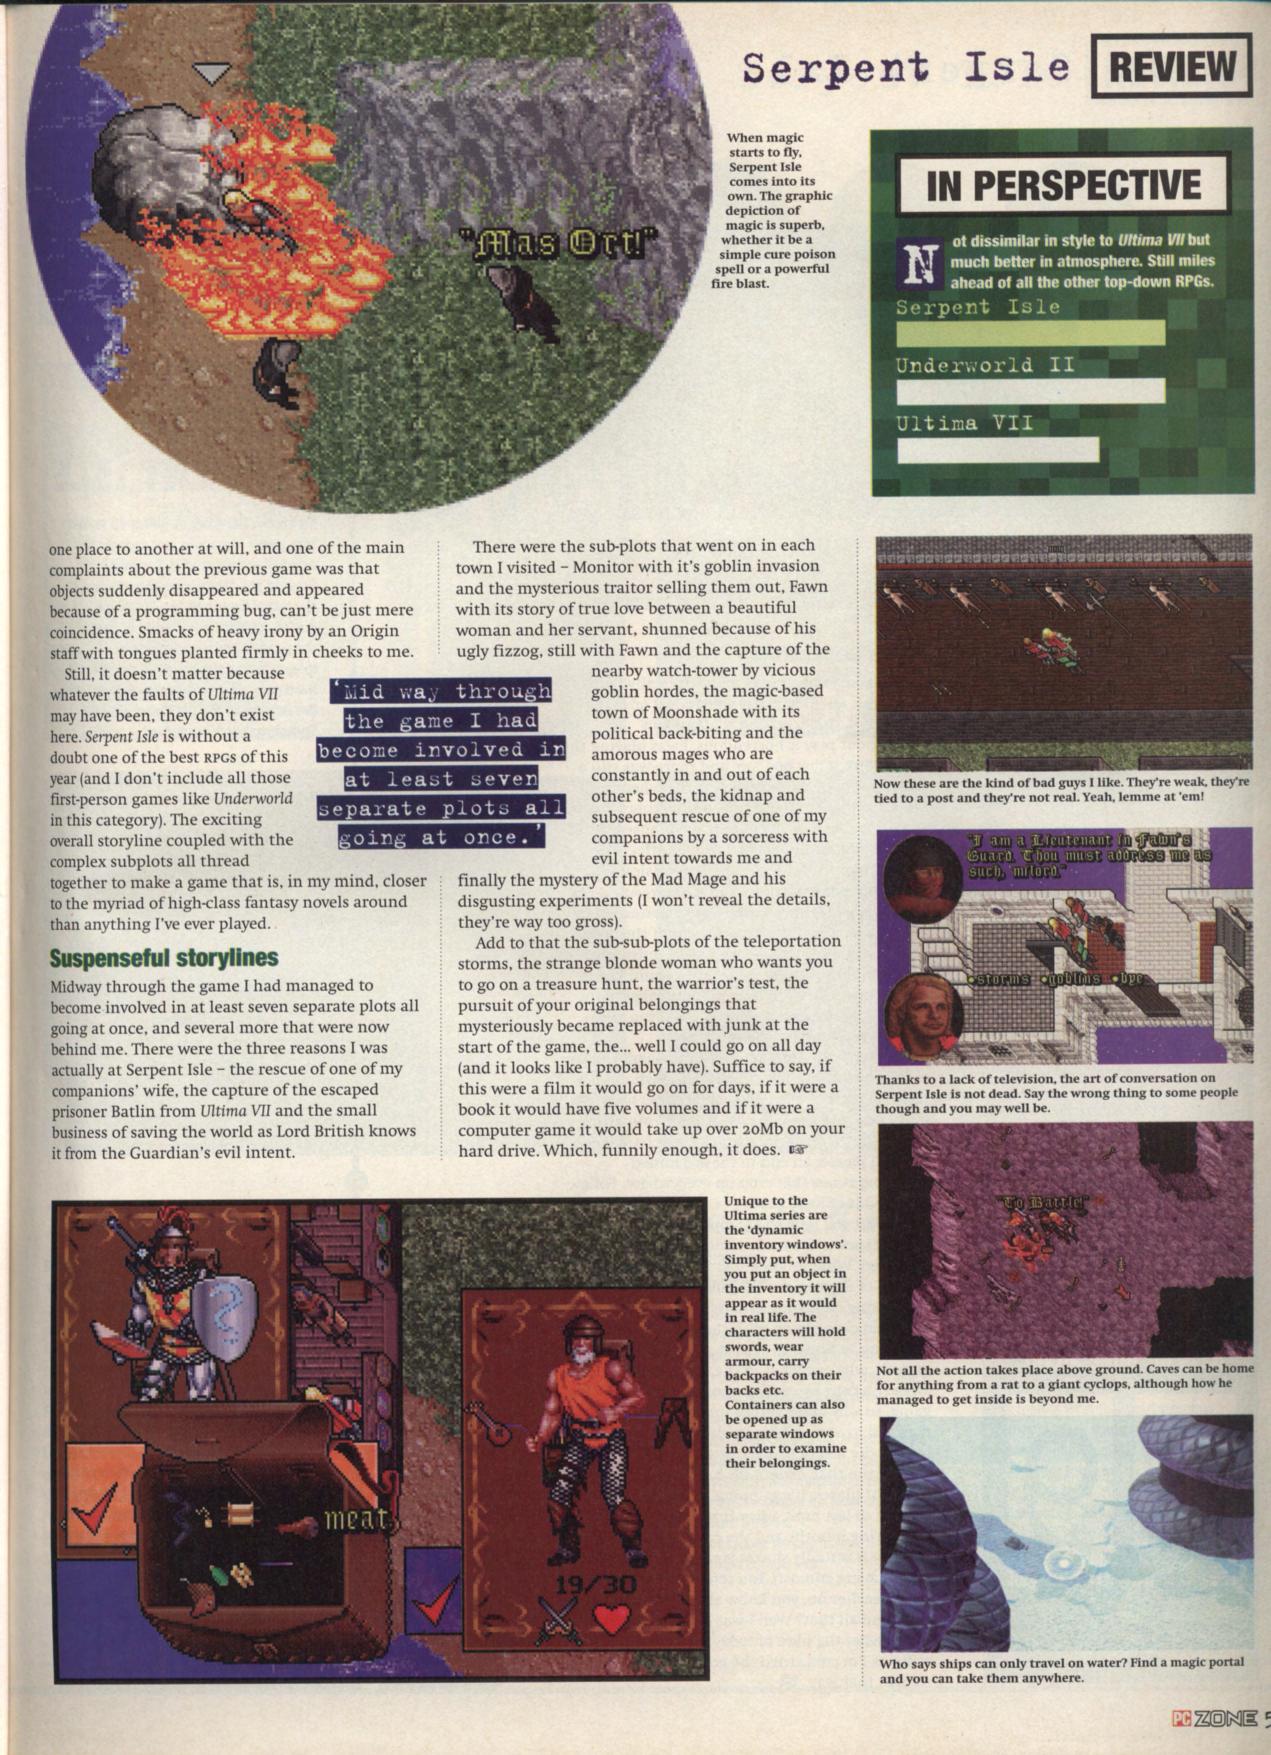 Serpent Isle REVIEW
"Mas Ort!"
When magic
starts to fly,
Serpent Isle
comes into its
own. The graphic
depiction of
magic is superb,
whether it be a
simple cure poison
spell or a powerful
fire blast.
IN PERSPECTIVE
Not dissimilar in style to Ultima VII but
much better in atmosphere. Still miles
ahead of all the other top-down RPGs.
Serpent Isle
Underworld II
Ultima VII
one place to another at will, and one of the main
complaints about the previous game was that
objects suddenly disappeared and appeared
because of a programming bug, can't be just mere
coincidence. Smacks of heavy irony by an Origin
staff with tongues planted firmly in cheeks to me.
Still, it doesn't matter because
whatever the faults of Ultima VII
may have been, they don't exist
here. Serpent Isle is without a
doubt one of the best RPGs of this
year (and I don't include all those
first-person games like Underworld
in this category). The exciting
overall storyline coupled with the
complex subplots all thread
together to make a game that is, in my mind, closer
to the myriad of high-class fantasy novels around
than anything I've ever played.
Suspenseful storylines
Midway through the game I had managed to
become involved in at least seven separate plots all
going at once, and several more that were now
behind me. There were the three reasons I was
actually at Serpent Isle – the rescue of one of my
companions' wife, the capture of the escaped
prisoner Batlin from Ultima VII and the small
business of saving the world as Lord British knows
it from the Guardian's evil intent.
'Mid way through
the game I had
become involved in
at least seven
separate plots all
going at once.'
There were the sub-plots that went on in each
town I visited – Monitor with it's goblin invasion
and the mysterious traitor selling them out, Fawn
with its story of true love between a beautiful
woman and her servant, shunned because of his
ugly fizzog, still with Fawn and the capture of the
nearby watch-tower by vicious
goblin hordes, the magic-based
town of Moonshade with its
political back-biting and the
amorous mages who are
constantly in and out of each
other's beds, the kidnap and
subsequent rescue of one of my
companions by a sorceress with
evil intent towards me and
finally the mystery of the Mad Mage and his
disgusting experiments (I won't reveal the details,
they're way too gross).
Add to that the sub-sub-plots of the teleportation
storms, the strange blonde woman who wants you
to go on a treasure hunt, the warrior's test, the
pursuit of your original belongings that
mysteriously became replaced with junk at the
start of the game, the... well I could go on all day
(and it looks like I probably have). Suffice to say, if
this were a film it would go on for days, if it were a
book it would have five volumes and if it were a
computer game it would take up over 20Mb on your
hard drive. Which, funnily enough, it does. ☞
Now these are the kind of bad guys I like. They're weak, they're
tied to a post and they're not real. Yeah, lemme at 'em!
"I am a Lieutenant in Fawn's
Guard. Thou must address me as
such, milord."
•storms •goblins •bye
Thanks to a lack of television, the art of conversation on
Serpent Isle is not dead. Say the wrong thing to some people
though and you may well be.
"To Battle!"
Not all the action takes place above ground. Caves can be home
for anything from a rat to a giant cyclops, although how he
managed to get inside is beyond me.
Who says ships can only travel on water? Find a magic portal
and you can take them anywhere.
meat
19/30
Unique to the
Ultima series are
the 'dynamic
inventory windows'.
Simply put, when
you put an object in
the inventory it will
appear as it would
in real life. The
characters will hold
swords, wear
armour, carry
backpacks on their
backs etc.
Containers can also
be opened up as
separate windows
in order to examine
their belongings.
PC ZONE 5